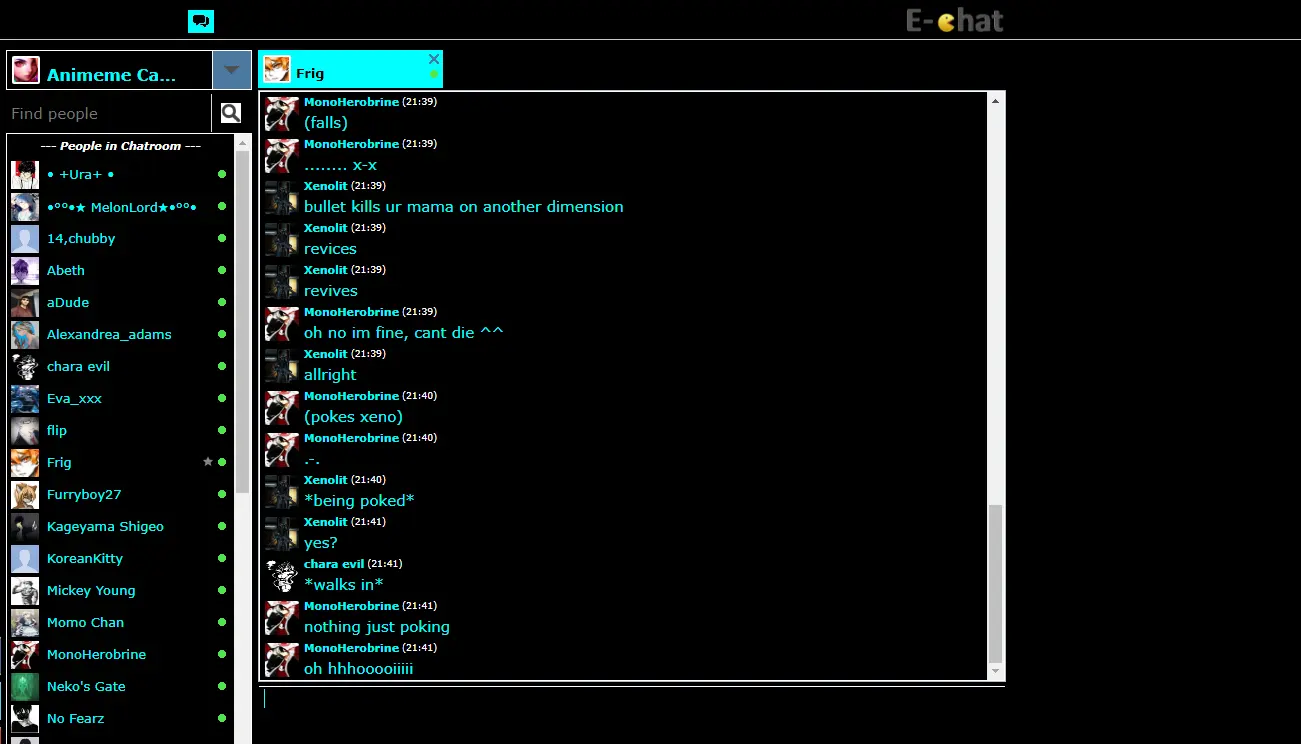 E-chat
Animeme Ca...
Frig
Find people
--- People in Chatroom ---
• +Ura+ •
•°°•★ MelonLord★•°°•
14,chubby
Abeth
aDude
Alexandrea_adams
chara evil
Eva_xxx
flip
Frig
Furryboy27
Kageyama Shigeo
KoreanKitty
Mickey Young
Momo Chan
MonoHerobrine
Neko's Gate
No Fearz
MonoHerobrine (21:39)
(falls)
MonoHerobrine (21:39)
........ x-x
Xenolit (21:39)
bullet kills ur mama on another dimension
Xenolit (21:39)
revices
Xenolit (21:39)
revives
MonoHerobrine (21:39)
oh no im fine, cant die ^^
Xenolit (21:39)
allright
MonoHerobrine (21:40)
(pokes xeno)
MonoHerobrine (21:40)
.-.
Xenolit (21:40)
*being poked*
Xenolit (21:41)
yes?
chara evil (21:41)
*walks in*
MonoHerobrine (21:41)
nothing just poking
MonoHerobrine (21:41)
oh hhhooooiiiii